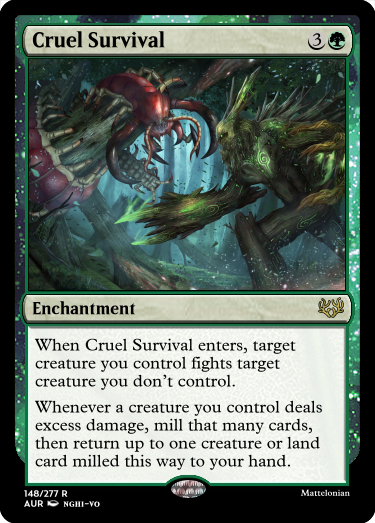 Cruel Survival 3
Enchantment
When Cruel Survival enters, target
creature you control fights target
creature you don't control.
Whenever a creature you control deals
excess damage, mill that many cards,
then return up to one creature or land
card milled this way to your hand.
148/277 R
AUR NGHI-VO
Mattelonian